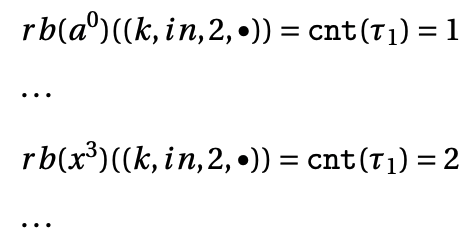 rb(a⁰)((k,in,2,•)) = cnt(τ₁) = 1
...
rb(x³)((k,in,2,•)) = cnt(τ₁) = 2
...